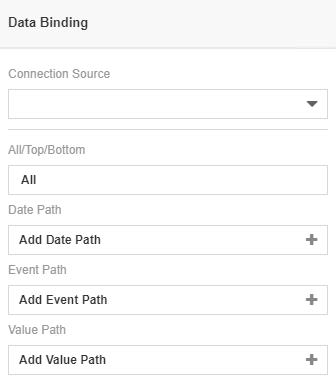 Data Binding
Connection Source
All/Top/Bottom
All
Date Path
Add Date Path
Event Path
Add Event Path
Value Path
Add Value Path